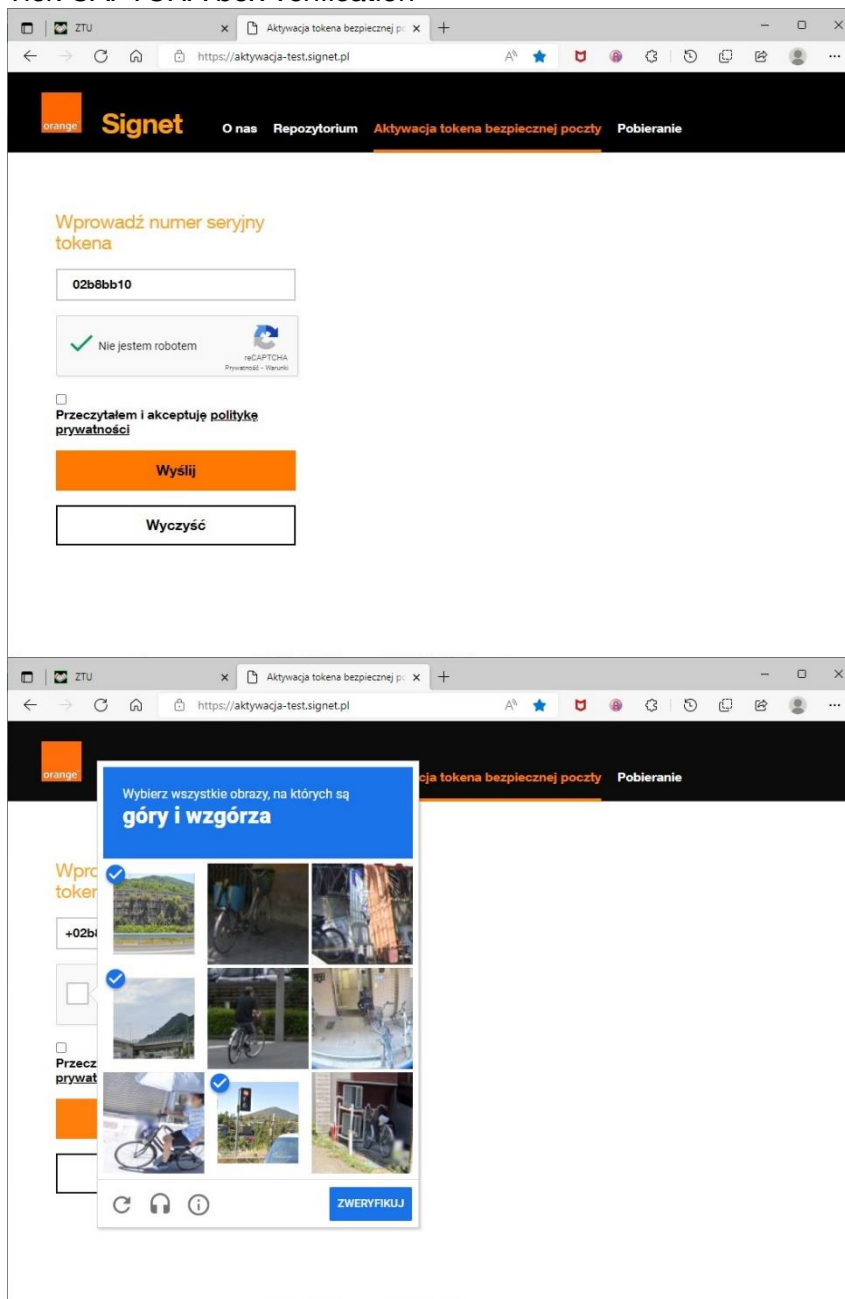 ZTU
Aktywacja tokena bezpiecznej po
https://aktywacja-test.signet.pl
orange
Signet
O nas Repozytorium Aktywacja tokena bezpiecznej poczty Pobieranie
Wprowadź numer seryjny
tokena
02b8bb10
Nie jestem robotem
reCAPTCHA
Prywatność - Warunki
Przeczytałem i akceptuję politykę
prywatności
Wyślij
Wyczyść
ZTU
Aktywacja tokena bezpiecznej po
https://aktywacja-test.signet.pl
orange
cja tokena bezpiecznej poczty Pobieranie
Wybierz wszystkie obrazy, na których są
góry i wzgórza
Wpro
token
+02b8
Przecz
prywat
ZWERYFIKUJ